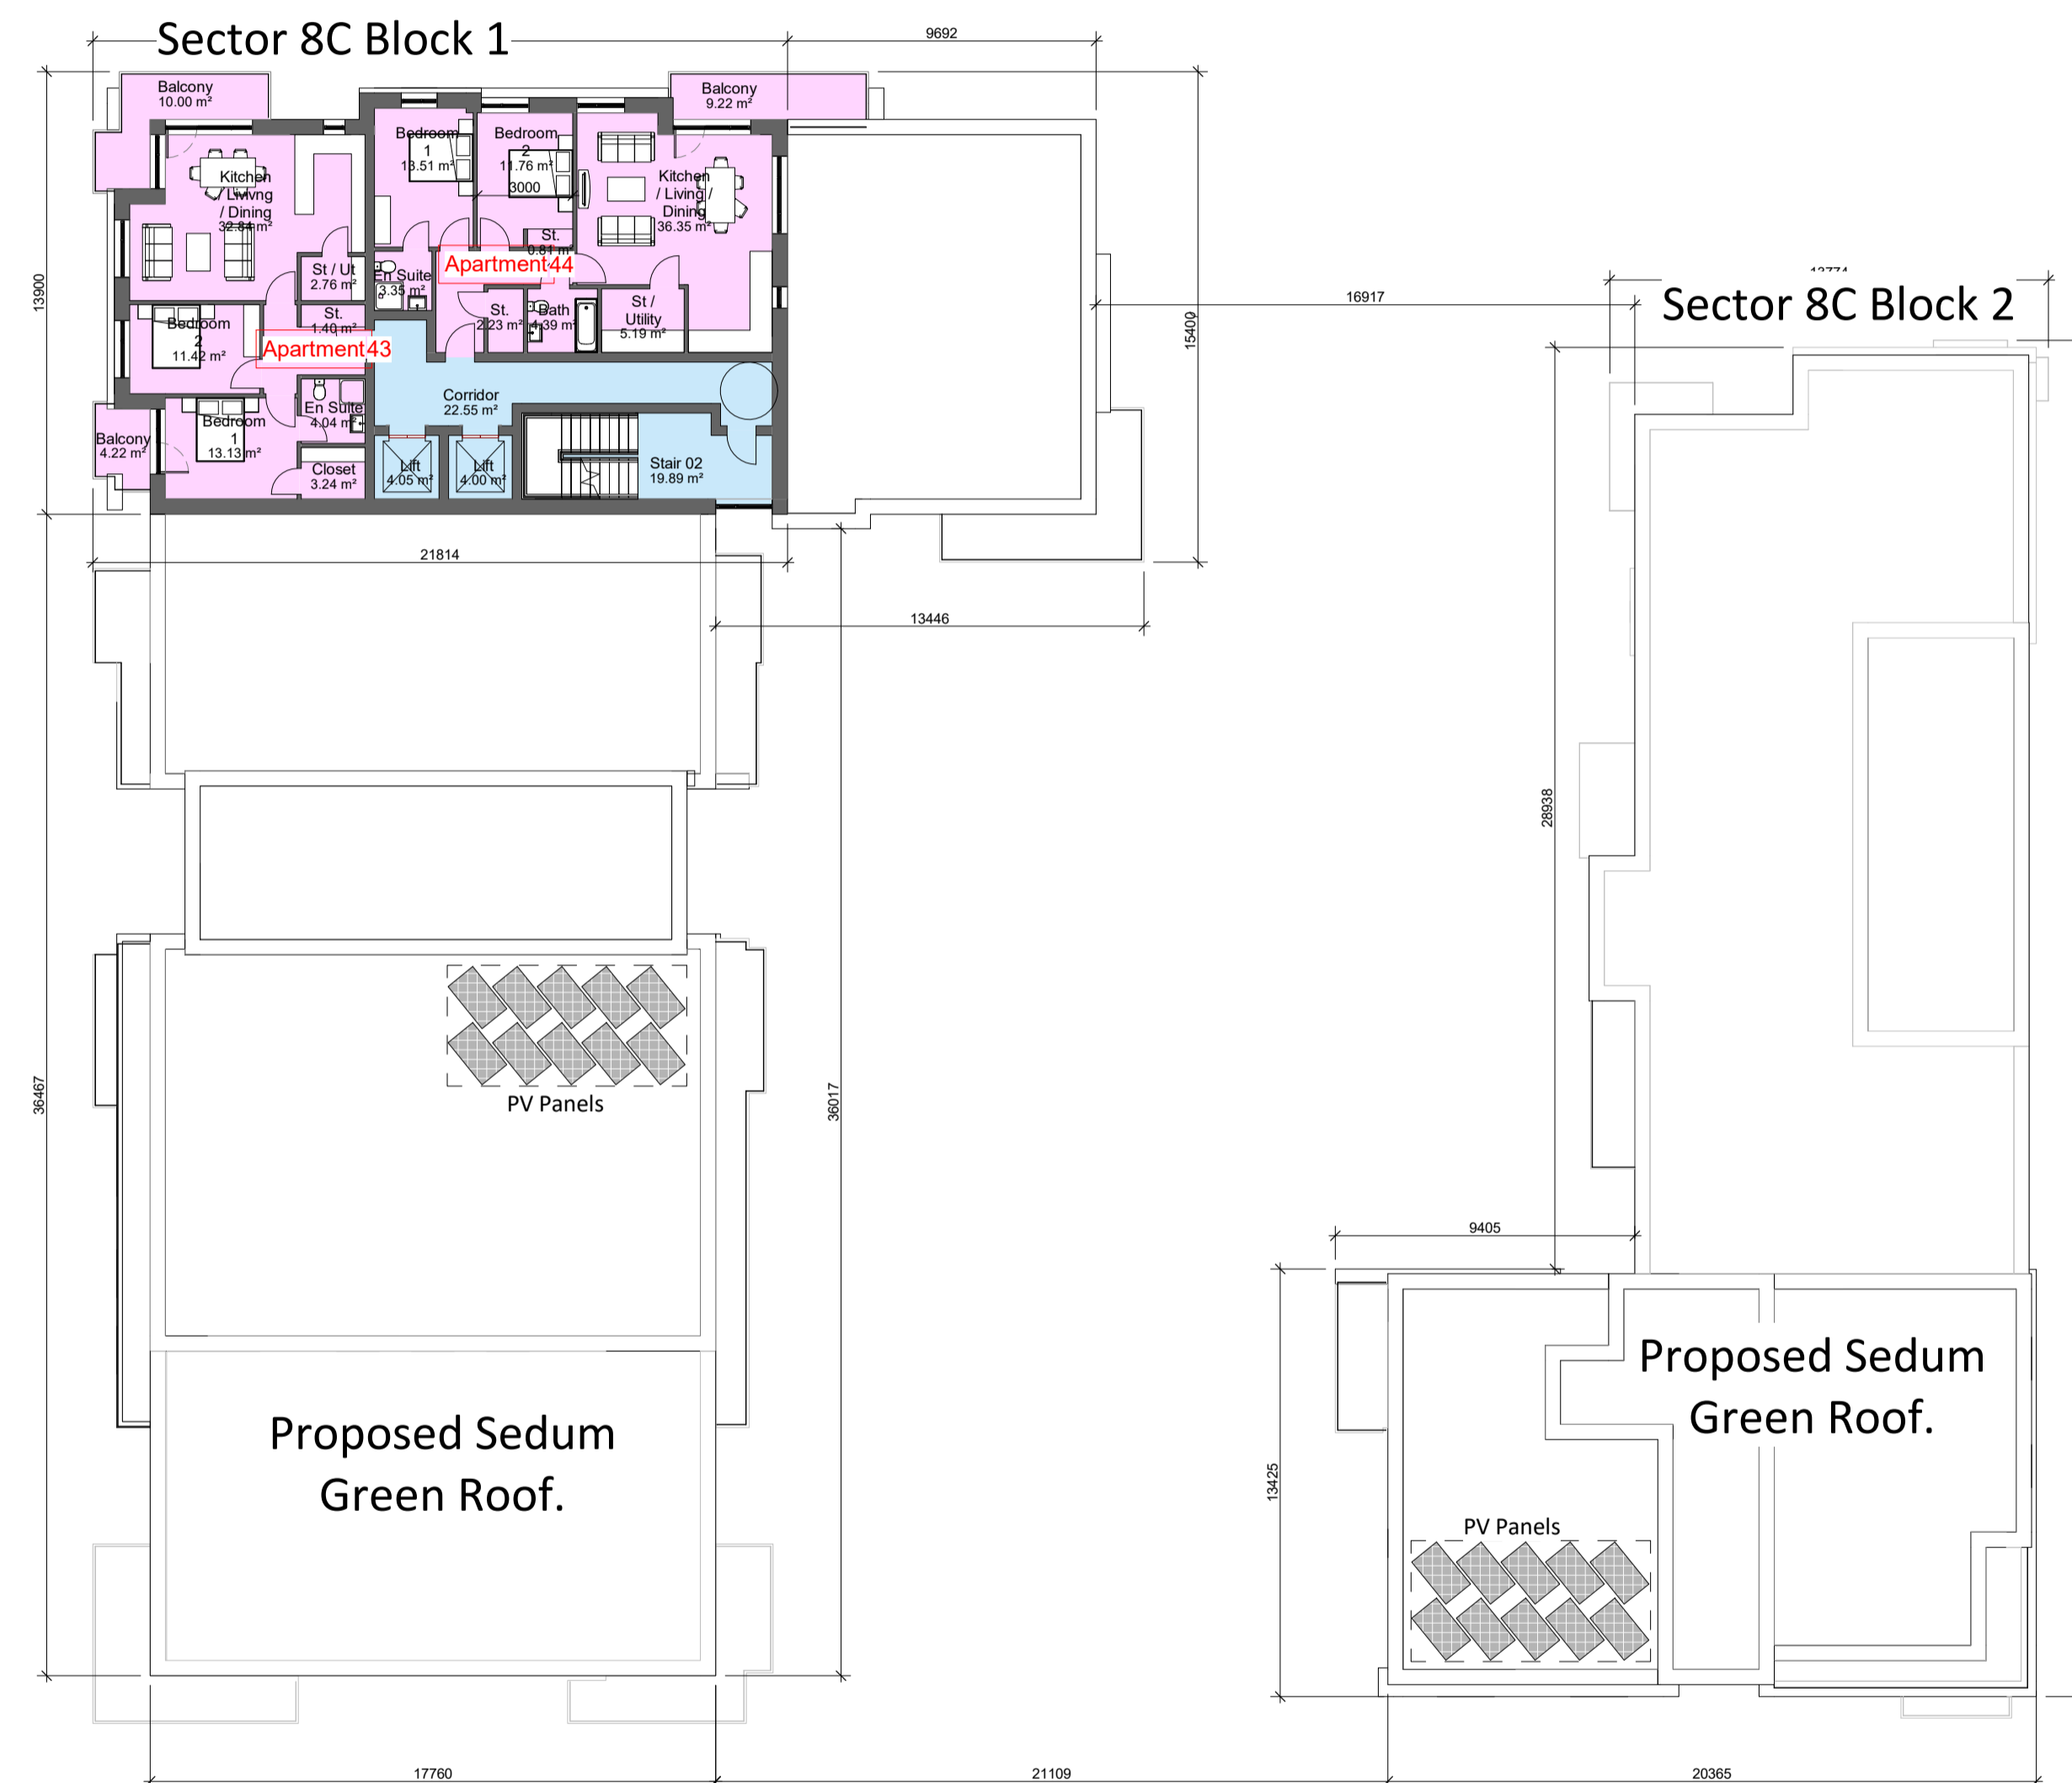 Sector 8C Block 1
9692
Balcony
10.00 m²
Balcony
9.22 m²
Bedroom
1
13.51 m²
Bedroom
2
11.76 m²
3000
Kitchen
/ Livivng
/ Dining
32.84 m²
Kitchen
/ Living /
Dining
36.35 m²
St.
0.81 m²
Apartment 44
St / Ut
2.76 m²
En Suite
3.35 m²
St.
1.40 m²
St.
2.23 m²
Bath
4.39 m²
St /
Utility
5.19 m²
Bedroom
2
11.42 m²
Apartment 43
Corridor
22.55 m²
En Suite
4.04 m²
Bedroom
1
13.13 m²
Balcony
4.22 m²
Closet
3.24 m²
Lift
4.05 m²
Lift
4.00 m²
Stair 02
19.89 m²
13900
15400
16917
Sector 8C Block 2
21814
13446
28938
36467
36017
PV Panels
9405
13425
Proposed Sedum
Green Roof.
Proposed Sedum
Green Roof.
PV Panels
17760
21109
20365